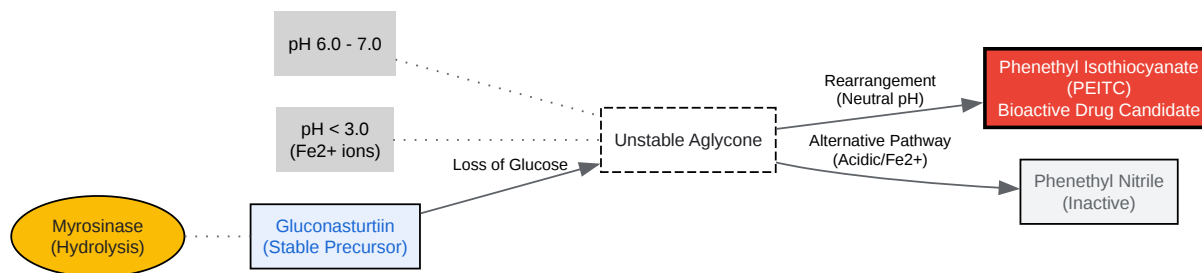 pH 6.0 - 7.0
pH < 3.0
(Fe2+ ions)
Myrosinase
(Hydrolysis)
Gluconasturtiin
(Stable Precursor)
Loss of Glucose
Unstable Aglycone
Rearrangement
(Neutral pH)
Alternative Pathway
(Acidic/Fe2+)
Phenethyl Isothiocyanate
(PEITC)
Bioactive Drug Candidate
Phenethyl Nitrile
(Inactive)